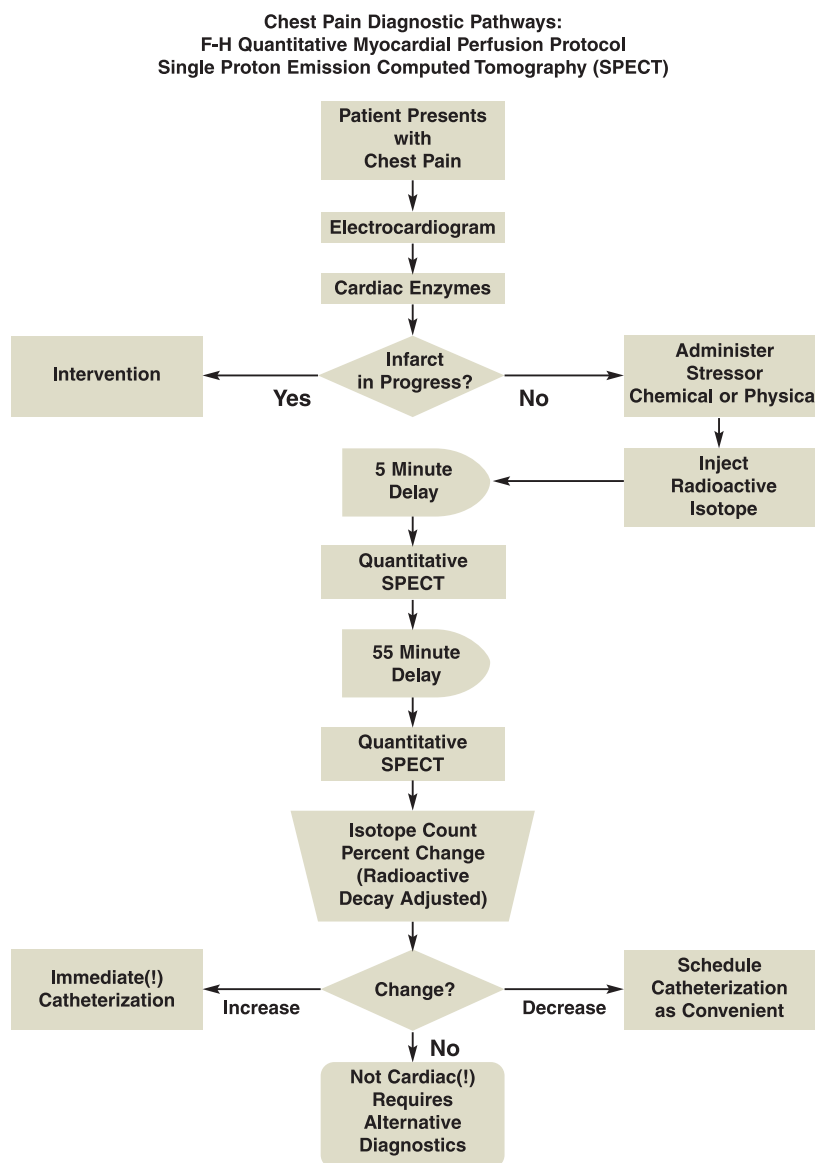 Chest Pain Diagnostic Pathways:
F-H Quantitative Myocardial Perfusion Protocol
Single Proton Emission Computed Tomography (SPECT)
Patient Presents
with
Chest Pain
Electrocardiogram
Cardiac Enzymes
Infarct
in Progress?
Intervention
Yes
No
Administer
Stressor
Chemical or Physica
Inject
Radioactive
Isotope
5 Minute
Delay
Quantitative
SPECT
55 Minute
Delay
Quantitative
SPECT
Isotope Count
Percent Change
(Radioactive
Decay Adjusted)
Change?
Immediate(!)
Catheterization
Increase
Decrease
Schedule
Catheterization
as Convenient
No
Not Cardiac(!)
Requires
Alternative
Diagnostics